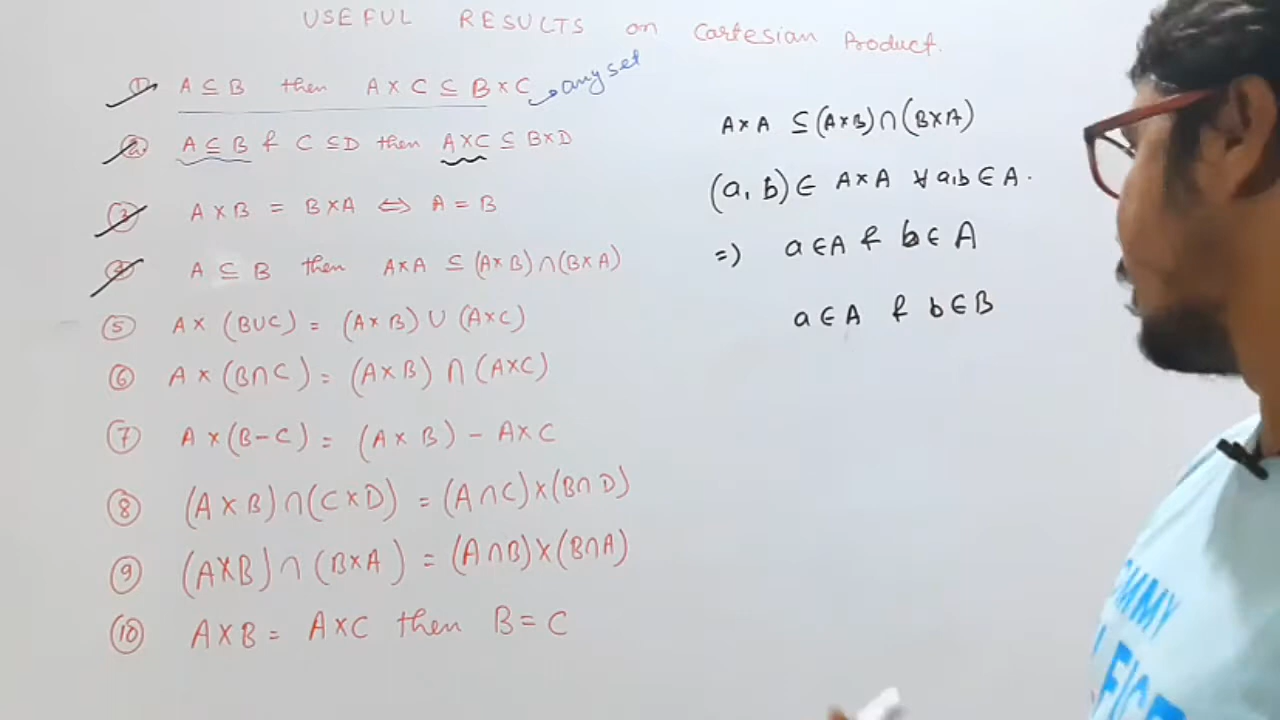 USEFUL RESULTS on Cartesian Product.
① A ⊆ B then A × C ⊆ B × C → any set
② A ⊆ B & C ⊆ D then A×C ⊆ B×D
③ A × B = B×A ⇔ A = B
④ A ⊆ B then A×A ⊆ (A×B)∩(B×A)
⑤ A× (B∪C) = (A×B) ∪ (A×C)
⑥ A × (B∩C) = (A×B) ∩ (A×C)
⑦ A × (B-C) = (A × B) - A×C
⑧ (A×B)∩(C×D) = (A∩C)×(B∩D)
⑨ (A×B)∩(B×A) = (A∩B)×(B∩A)
⑩ A×B = A×C then B = C
A×A ⊆ (A×B)∩(B×A)
(a, b) ∈ A×A ∀ a,b ∈ A.
=) a∈A & b∈ A
a∈A & b∈B